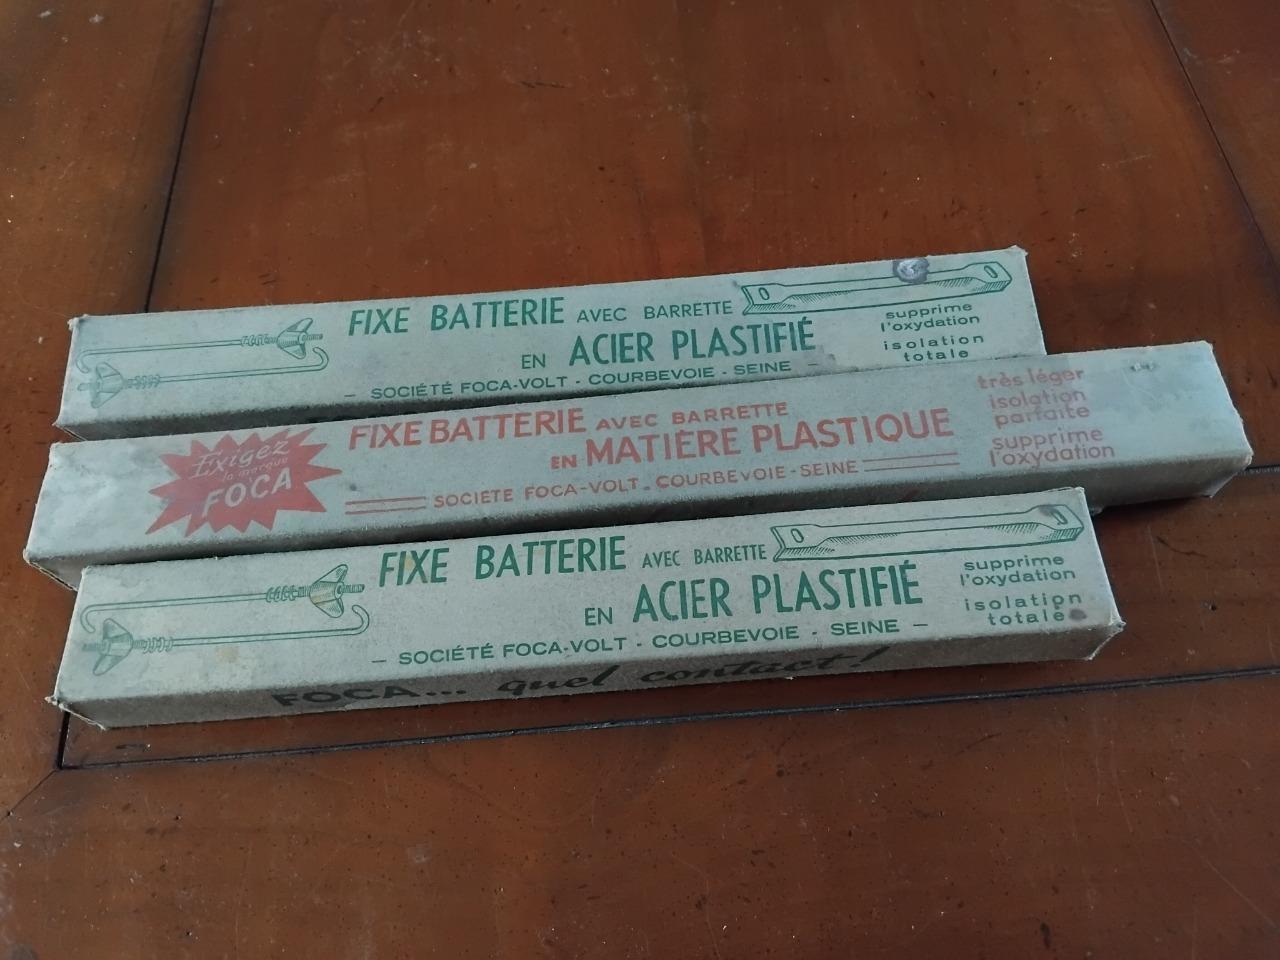 FIXE BATTERIE AVEC BARRETTE
EN ACIER PLASTIFIÉ
— SOCIÉTÉ FOCA-VOLT - COURBEVOIE - SEINE —
supprime
l'oxydation
isolation
totale
Exigez
la marque
FOCA
FIXE BATTERIE AVEC BARRETTE
EN MATIÈRE PLASTIQUE
SOCIÉTÉ FOCA-VOLT - COURBEVOIE - SEINE
très léger
isolation
parfaite
supprime
l'oxydation
FIXE BATTERIE AVEC BARRETTE
EN ACIER PLASTIFIÉ
— SOCIÉTÉ FOCA-VOLT - COURBEVOIE - SEINE —
supprime
l'oxydation
isolation
totale
FOCA... quel contact!